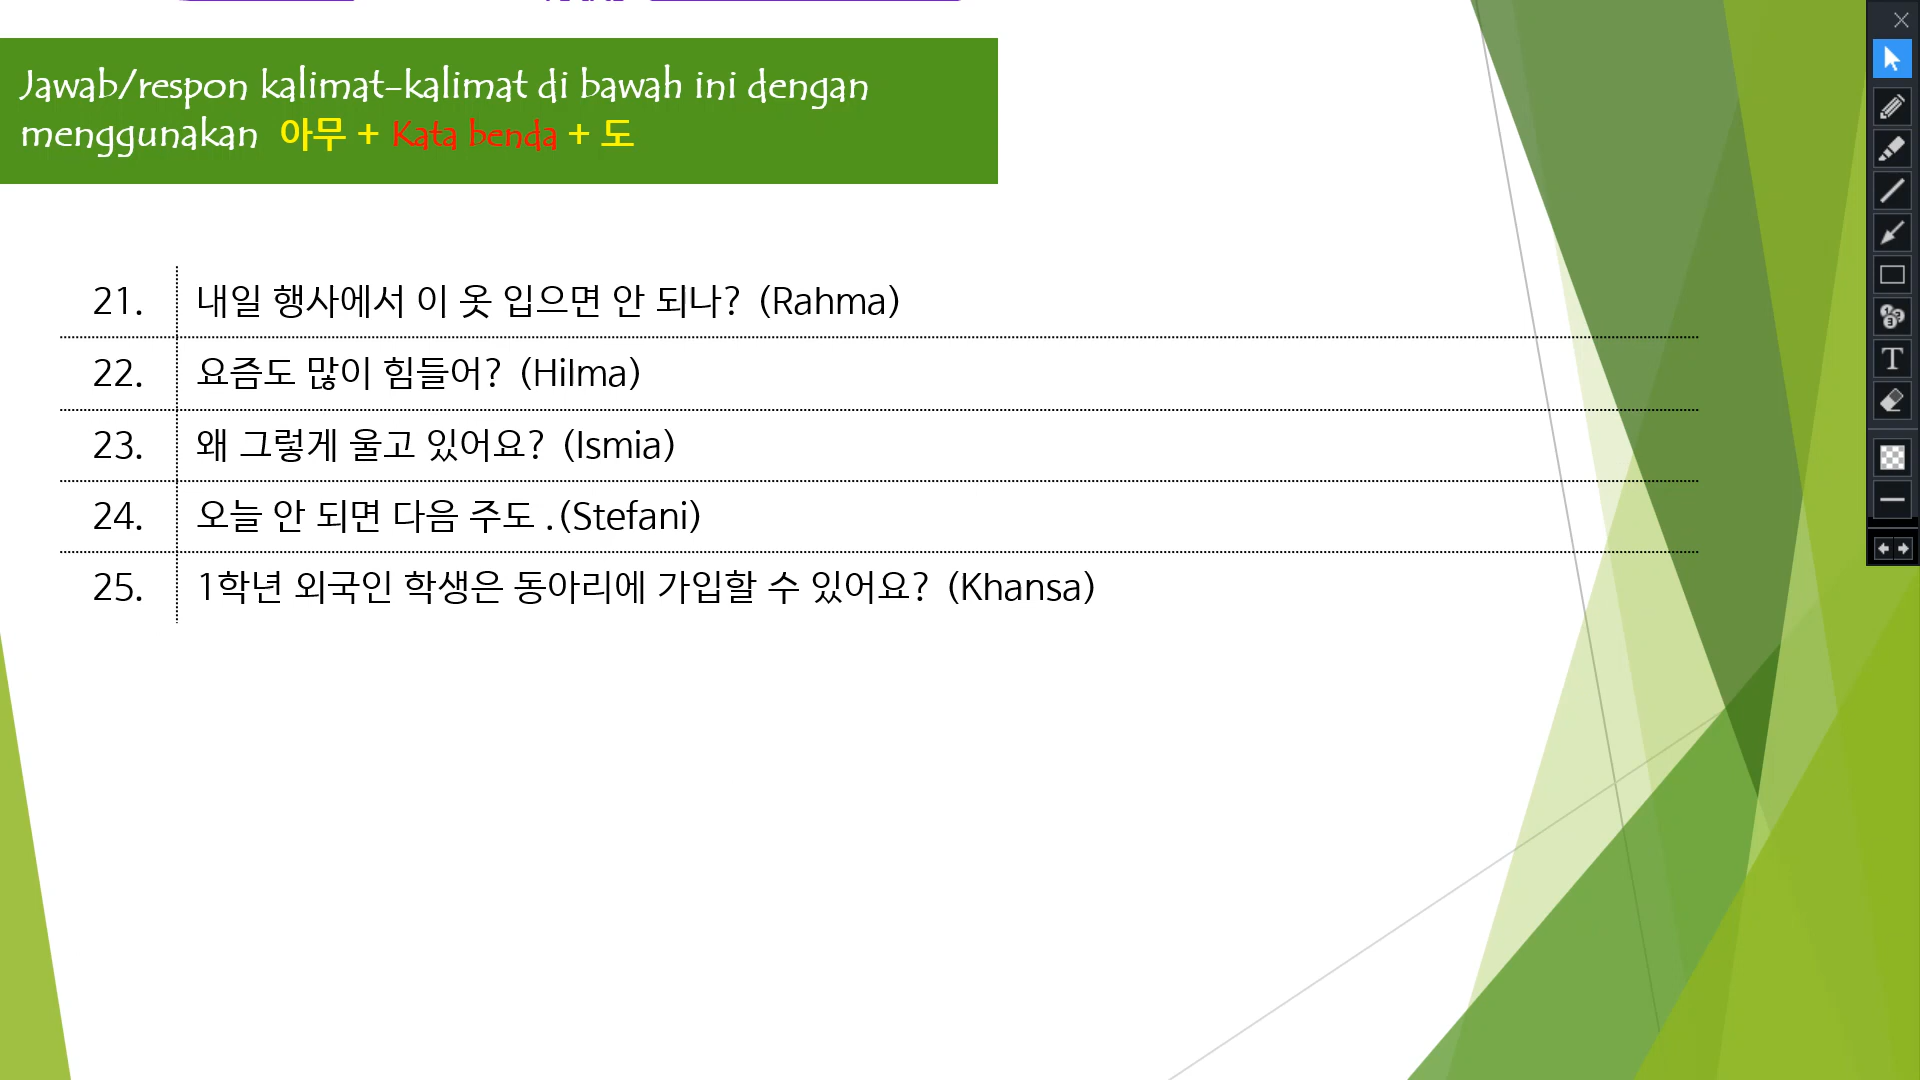 Jawab/respon kalimat-kalimat di bawah ini dengan
menggunakan 아무 + Kata benda + 도
21. 내일 행사에서 이 옷 입으면 안 되나? (Rahma)
22. 요즘도 많이 힘들어? (Hilma)
23. 왜 그렇게 울고 있어요? (Ismia)
24. 오늘 안 되면 다음 주도 .(Stefani)
25. 1학년 외국인 학생은 동아리에 가입할 수 있어요? (Khansa)